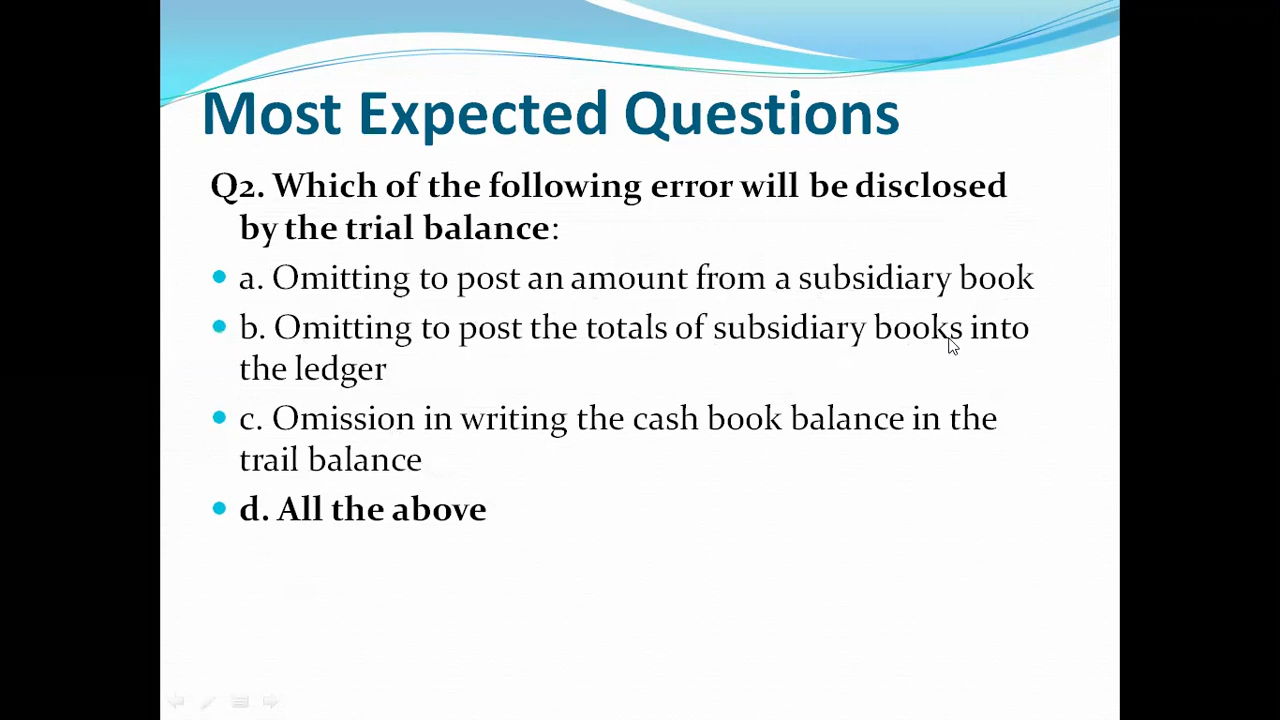 Most Expected Questions
Q2. Which of the following error will be disclosed
by the trial balance:
• a. Omitting to post an amount from a subsidiary book
• b. Omitting to post the totals of subsidiary books into
the ledger
• c. Omission in writing the cash book balance in the
trail balance
• d. All the above